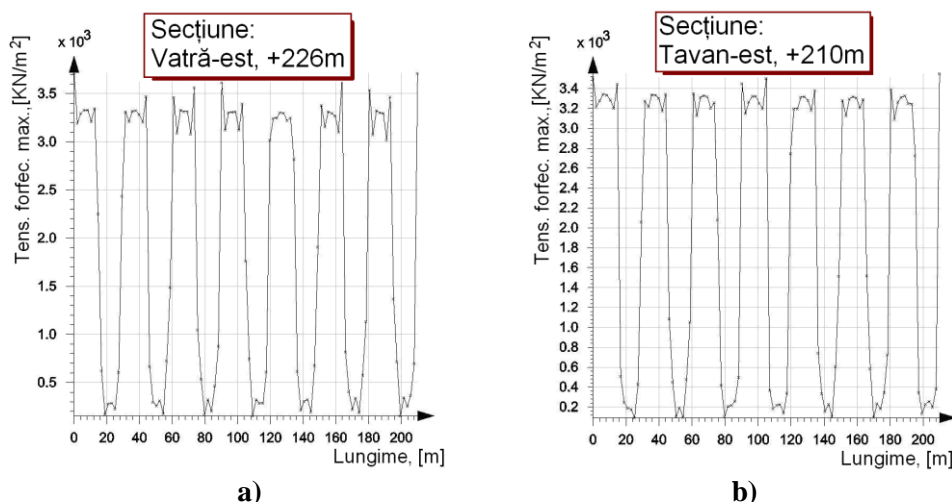 Secțiune:
Vatră-est, +226m
x 10³
Tens. forfec. max.,[KN/m²]
3.5
3.0
2.5
2.0
1.5
1.0
0.5
0 20 40 60 80 100 120 140 160 180 200
Lungime, [m]
a)
Secțiune:
Tavan-est, +210m
x 10³
Tens. forfec. max.,[KN/m²]
3.4
3.2
3.0
2.8
2.6
2.4
2.2
2.0
1.8
1.6
1.4
1.2
1.0
0.8
0.6
0.4
0.2
0 20 40 60 80 100 120 140 160 180 200
Lungime, [m]
b)